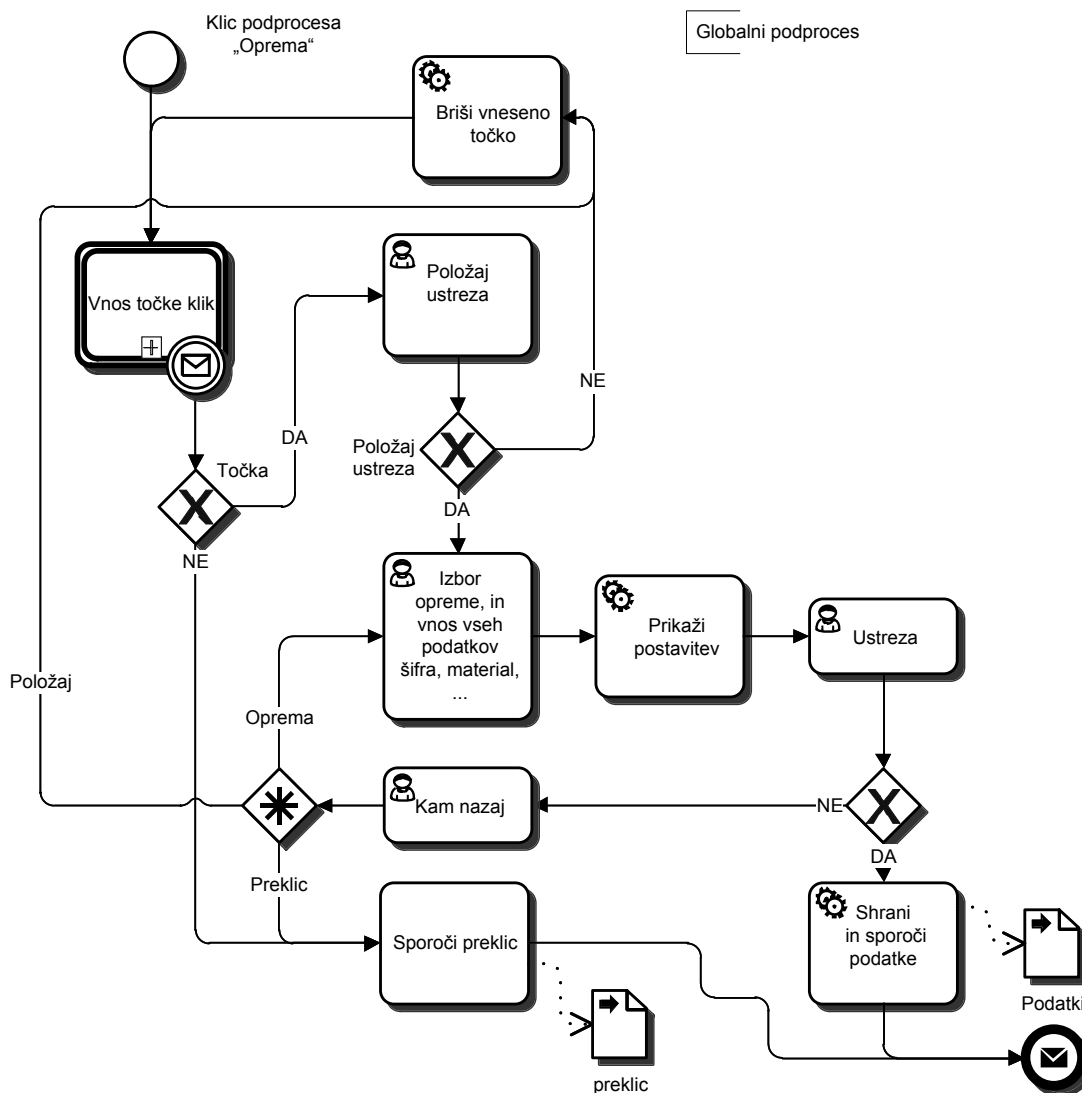 Klic podprocesa
„Oprema“
Globalni podproces
Briši vneseno
točko
Vnos točke klik
Položaj
ustreza
NE
DA
Točka
Položaj
ustreza
DA
NE
Izbor
opreme, in
vnos vseh
podatkov
šifra, material,
...
Prikaži
postavitev
Ustreza
Položaj
Oprema
Kam nazaj
NE
DA
Preklic
Sporoči preklic
Shrani
in sporoči
podatke
Podatki
preklic